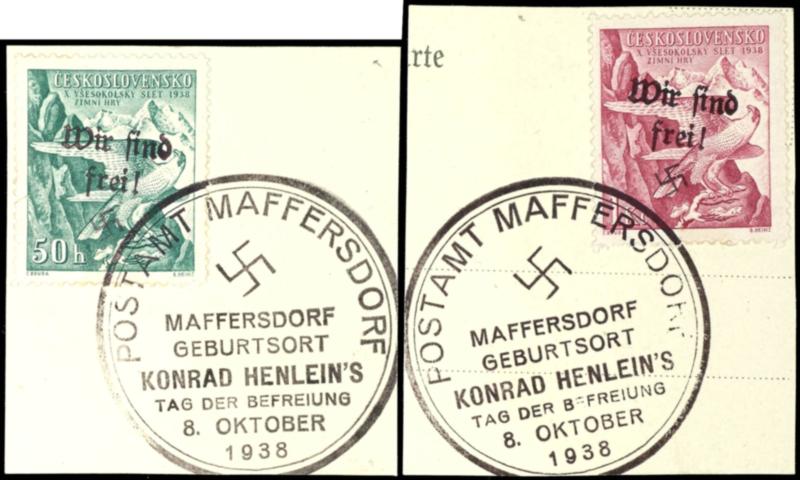 ČESKOSLOVENSKO
X. VŠESOKOLSKÝ SLET 1938
ZIMNÍ HRY
Wir sind
frei!
50 h
B. HEINZ
POSTAMT MAFFERSDORF
MAFFERSDORF
GEBURTSORT
KONRAD HENLEIN'S
TAG DER BEFREIUNG
8. OKTOBER
1938
rte
ČESKOSLOVENSKO
X. VŠESOKOLSKÝ SLET 1938
ZIMNÍ HRY
Wir sind
frei!
B. HEINZ
POSTAMT MAFFERSDORF
MAFFERSDORF
GEBURTSORT
KONRAD HENLEIN'S
TAG DER BEFREIUNG
8. OKTOBER
1938